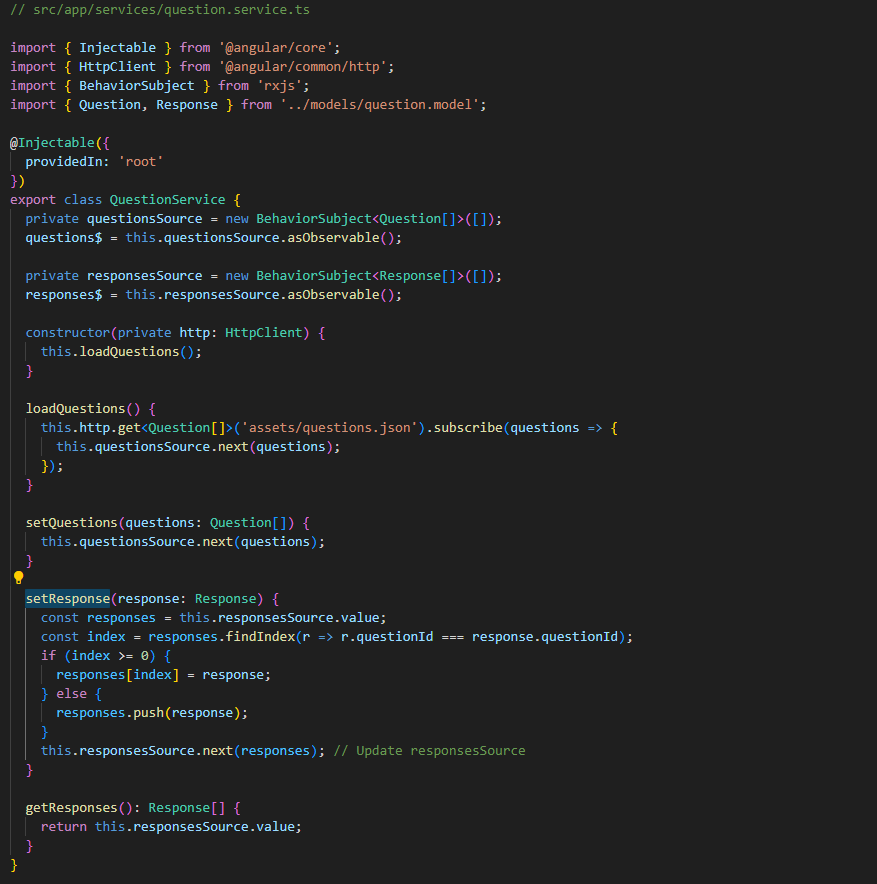 // src/app/services/question.service.ts

import { Injectable } from '@angular/core';
import { HttpClient } from '@angular/common/http';
import { BehaviorSubject } from 'rxjs';
import { Question, Response } from '../models/question.model';

@Injectable({
  providedIn: 'root'
})
export class QuestionService {
  private questionsSource = new BehaviorSubject<Question[]>([]);
  questions$ = this.questionsSource.asObservable();

  private responsesSource = new BehaviorSubject<Response[]>([]);
  responses$ = this.responsesSource.asObservable();

  constructor(private http: HttpClient) {
    this.loadQuestions();
  }

  loadQuestions() {
    this.http.get<Question[]>('assets/questions.json').subscribe(questions => {
      this.questionsSource.next(questions);
    });
  }

  setQuestions(questions: Question[]) {
    this.questionsSource.next(questions);
  }

  setResponse(response: Response) {
    const responses = this.responsesSource.value;
    const index = responses.findIndex(r => r.questionId === response.questionId);
    if (index >= 0) {
      responses[index] = response;
    } else {
      responses.push(response);
    }
    this.responsesSource.next(responses); // Update responsesSource
  }

  getResponses(): Response[] {
    return this.responsesSource.value;
  }
}